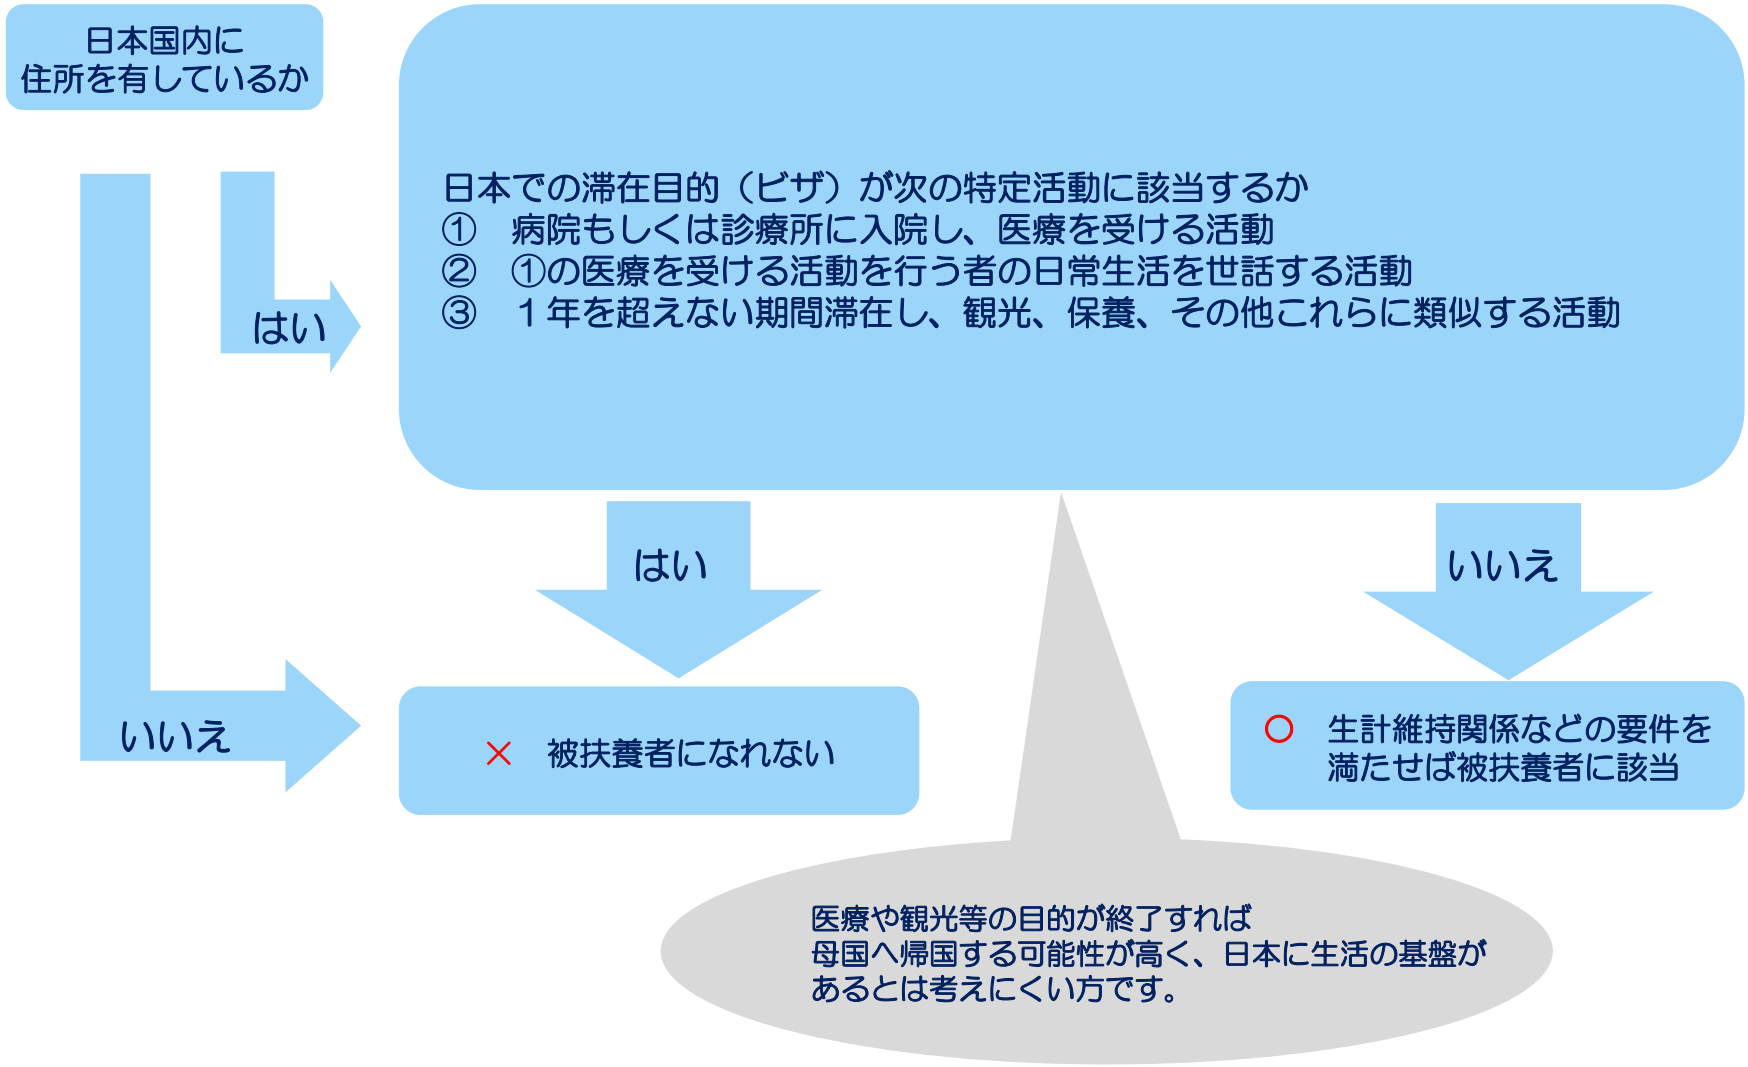 日本国内に
住所を有しているか
日本での滞在目的（ビザ）が次の特定活動に該当するか
①　病院もしくは診療所に入院し、医療を受ける活動
②　①の医療を受ける活動を行う者の日常生活を世話する活動
③　１年を超えない期間滞在し、観光、保養、その他これらに類似する活動
はい
はい
いいえ
いいえ
×　被扶養者になれない
○　生計維持関係などの要件を
満たせば被扶養者に該当
医療や観光等の目的が終了すれば
母国へ帰国する可能性が高く、日本に生活の基盤が
あるとは考えにくい方です。